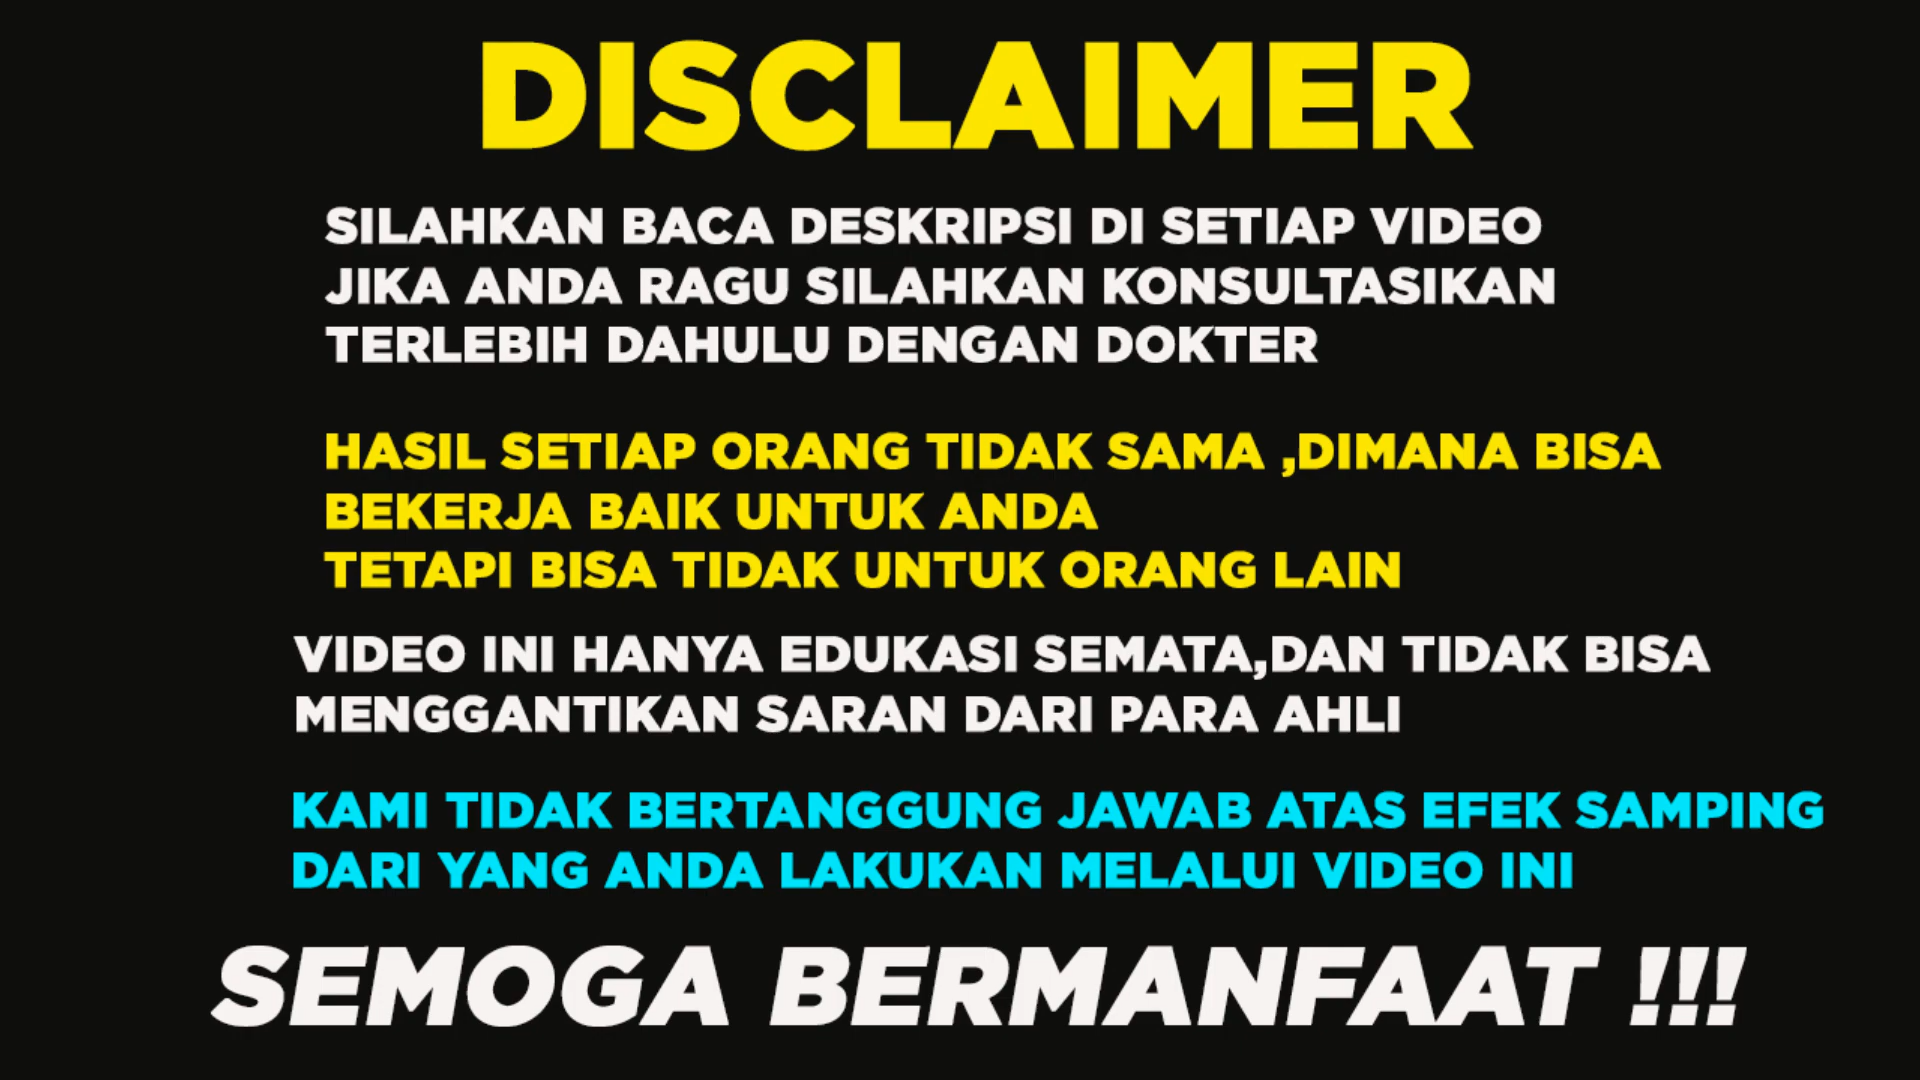 DISCLAIMER
SILAHKAN BACA DESKRIPSI DI SETIAP VIDEO
JIKA ANDA RAGU SILAHKAN KONSULTASIKAN
TERLEBIH DAHULU DENGAN DOKTER
HASIL SETIAP ORANG TIDAK SAMA ,DIMANA BISA
BEKERJA BAIK UNTUK ANDA
TETAPI BISA TIDAK UNTUK ORANG LAIN
VIDEO INI HANYA EDUKASI SEMATA,DAN TIDAK BISA
MENGGANTIKAN SARAN DARI PARA AHLI
KAMI TIDAK BERTANGGUNG JAWAB ATAS EFEK SAMPING
DARI YANG ANDA LAKUKAN MELALUI VIDEO INI
SEMOGA BERMANFAAT !!!